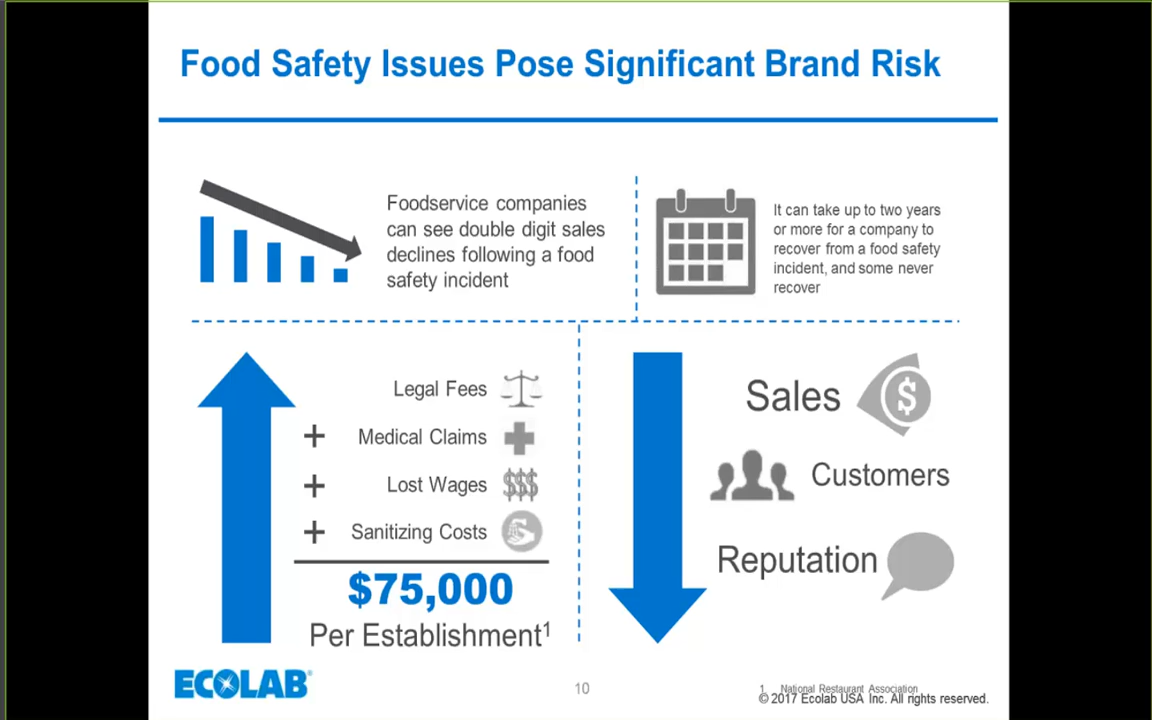 Food Safety Issues Pose Significant Brand Risk
Foodservice companies
can see double digit sales
declines following a food
safety incident
It can take up to two years
or more for a company to
recover from a food safety
incident, and some never
recover
Legal Fees
+ Medical Claims
+ Lost Wages $$$
+ Sanitizing Costs
$75,000
Per Establishment¹
Sales $
Customers
Reputation
ECOLAB®
10
1 National Restaurant Association
© 2017 Ecolab USA Inc. All rights reserved.